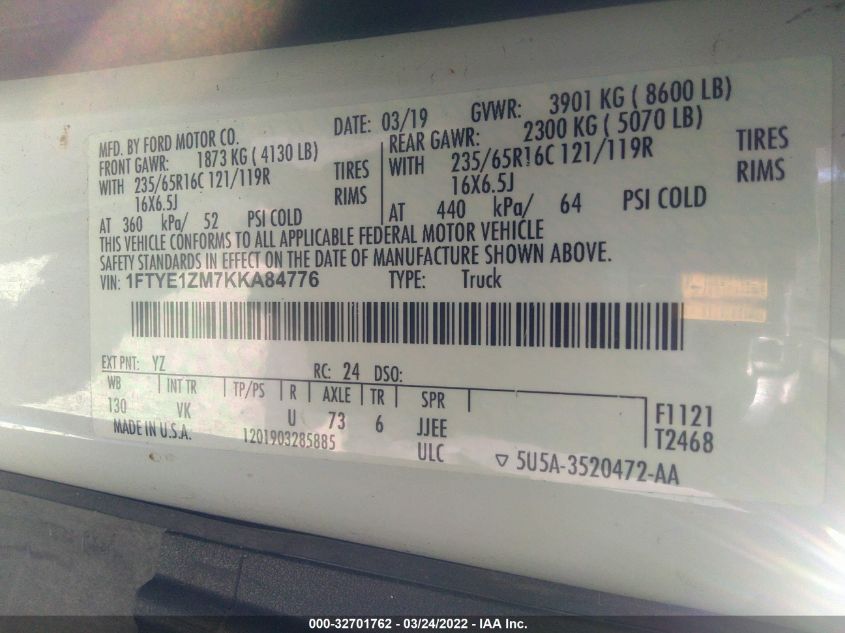 MFD. BY FORD MOTOR CO. DATE: 03/19 GVWR: 3901 KG ( 8600 LB)
FRONT GAWR: 1873 KG ( 4130 LB) REAR GAWR: 2300 KG ( 5070 LB)
WITH 235/65R16C 121/119R TIRES WITH 235/65R16C 121/119R TIRES
16X6.5J RIMS 16X6.5J RIMS
AT 360 kPa/ 52 PSI COLD AT 440 kPa/ 64 PSI COLD
THIS VEHICLE CONFORMS TO ALL APPLICABLE FEDERAL MOTOR VEHICLE
SAFETY STANDARDS IN EFFECT ON THE DATE OF MANUFACTURE SHOWN ABOVE.
VIN: 1FTYE1ZM7KKA84776 TYPE: Truck
EXT PNT: YZ RC: 24 DSO:
WB INT TR TP/PS R AXLE TR SPR
130 VK U 73 6 JJEE F1121
MADE IN U.S.A. 1201903285885 ULC T2468
5U5A-3520472-AA
000-32701762 - 03/24/2022 - IAA Inc.